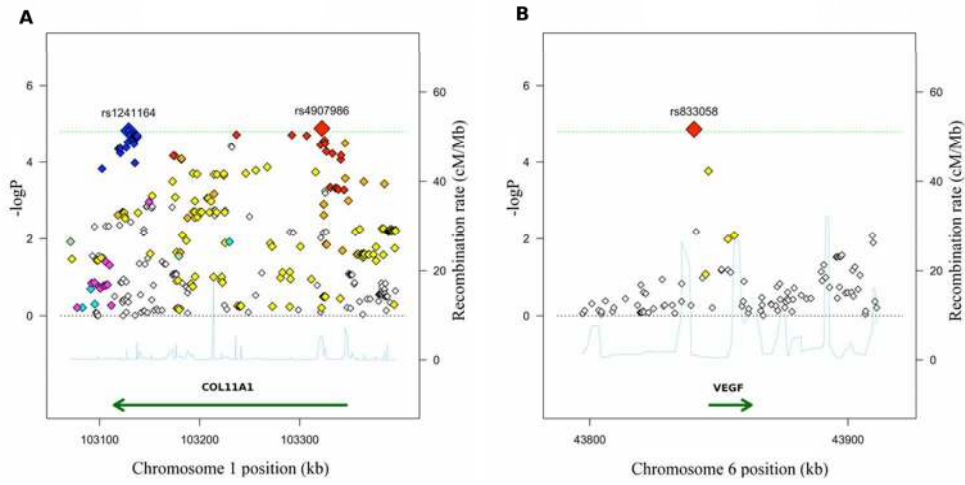 A
B
rs1241164
rs4907986
rs833058
6
4
2
0
-logP
60
40
20
0
Recombination rate (cM/Mb)
COL11A1
103100
103200
103300
Chromosome 1 position (kb)
6
4
2
0
-logP
60
40
20
0
Recombination rate (cM/Mb)
VEGF
43800
43900
Chromosome 6 position (kb)